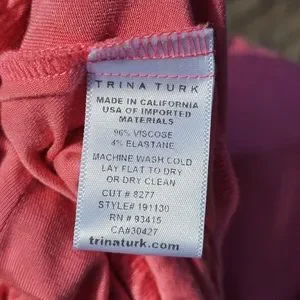 TRINA TURK
MADE IN CALIFORNIA
USA OF IMPORTED
MATERIALS
96% VISCOSE
4% ELASTANE
MACHINE WASH COLD
LAY FLAT TO DRY
OR DRY CLEAN
CUT # 8277
STYLE# 191130
RN # 93415
CA#30427
trinaturk.com